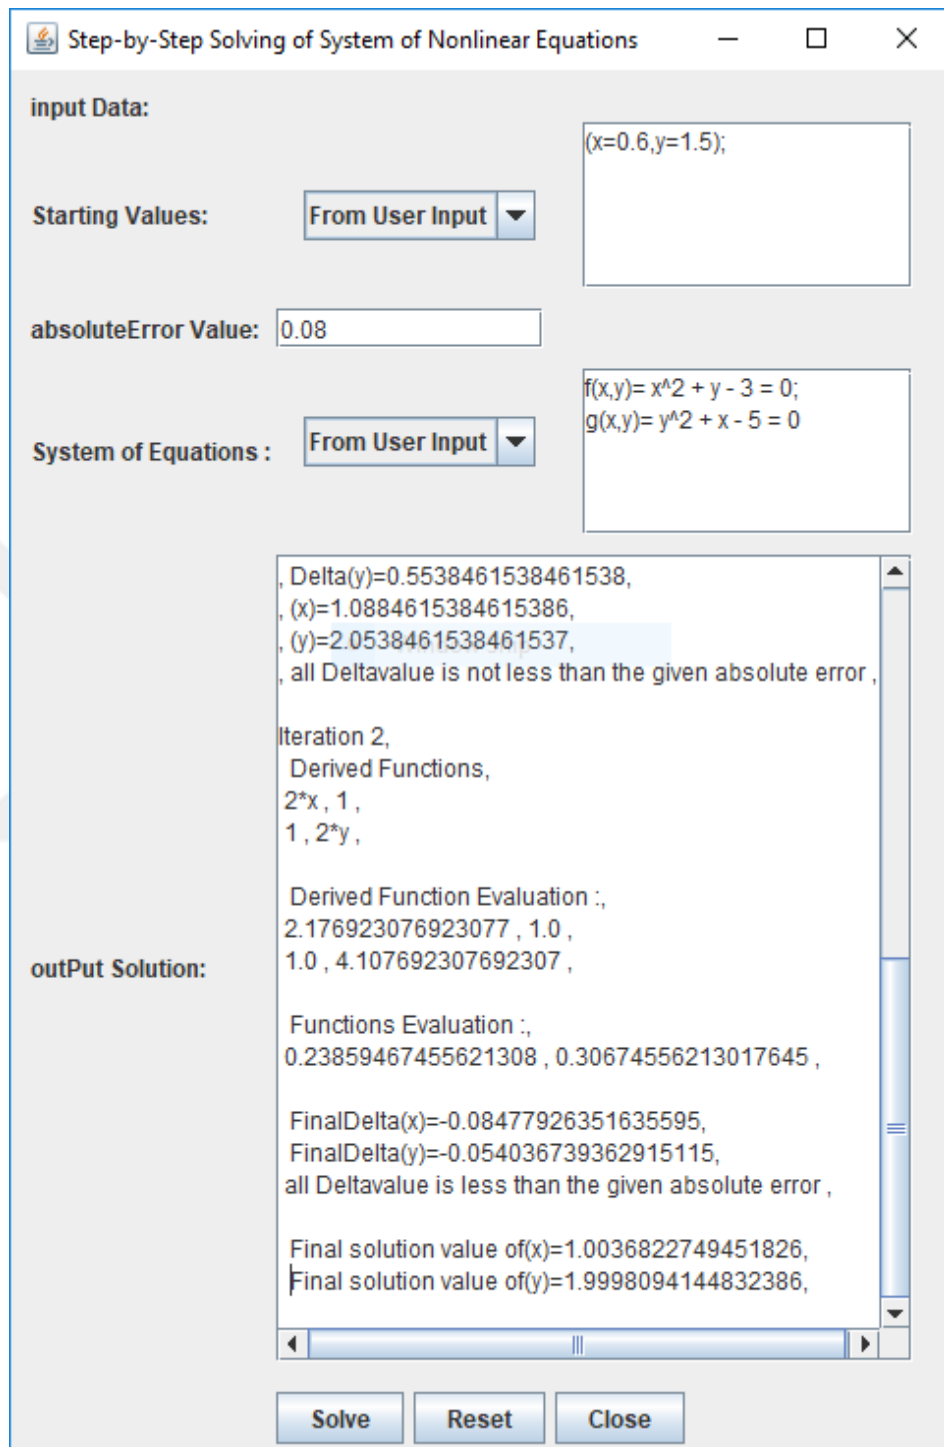 Step-by-Step Solving of System of Nonlinear Equations
input Data:
(x=0.6,y=1.5);
Starting Values:
From User Input
absoluteError Value:
0.08
f(x,y)= x^2 + y - 3 = 0;
g(x,y)= y^2 + x - 5 = 0
System of Equations :
From User Input
, Delta(y)=0.5538461538461538,
, (x)=1.0884615384615386,
, (y)=2.0538461538461537,
, all Deltavalue is not less than the given absolute error ,
Iteration 2,
Derived Functions,
2*x , 1 ,
1 , 2*y ,
Derived Function Evaluation :,
2.176923076923077 , 1.0 ,
1.0 , 4.107692307692307 ,
outPut Solution:
Functions Evaluation :,
0.23859467455621308 , 0.30674556213017645 ,
FinalDelta(x)=-0.08477926351635595,
FinalDelta(y)=-0.054036739362915115,
all Deltavalue is less than the given absolute error ,
Final solution value of(x)=1.0036822749451826,
Final solution value of(y)=1.9998094144832386,
Solve
Reset
Close